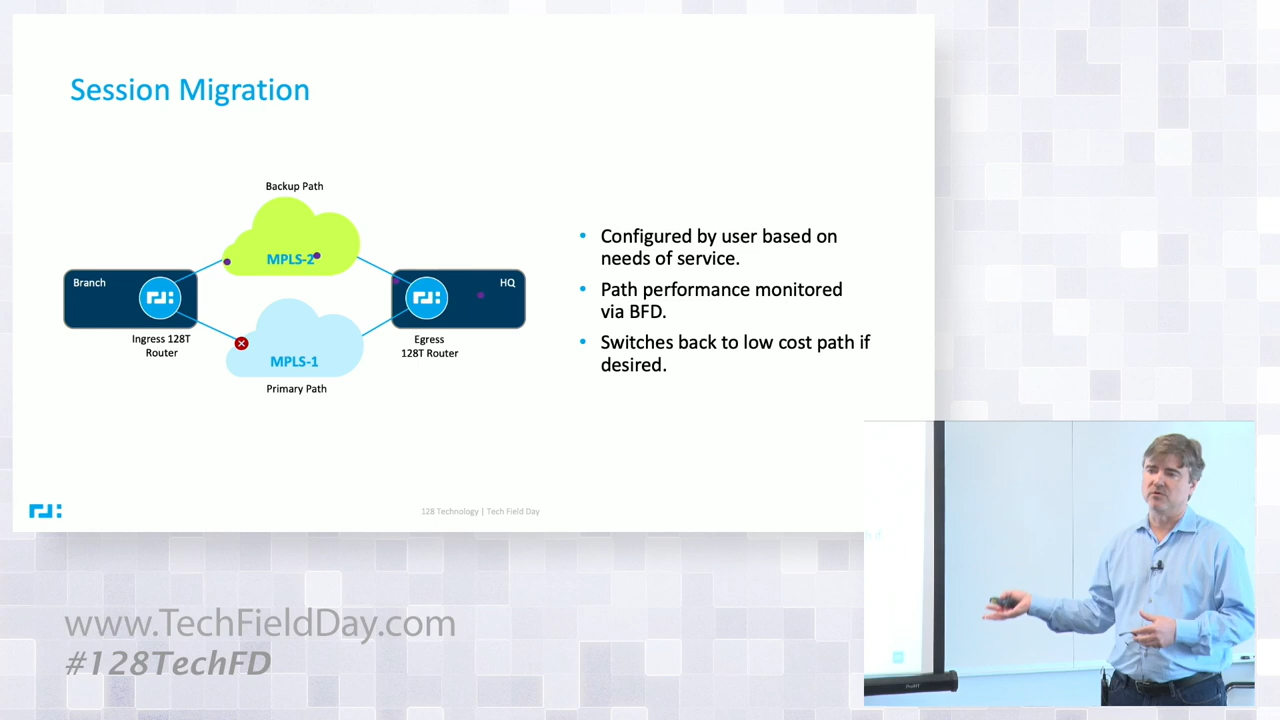 Session Migration
Backup Path
MPLS-2
Branch
HQ
Ingress 128T
Router
Egress
128T Router
MPLS-1
Primary Path
• Configured by user based on
needs of service.
• Path performance monitored
via BFD.
• Switches back to low cost path if
desired.
128 Technology | Tech Field Day
www.TechFieldDay.com
#128TechFD